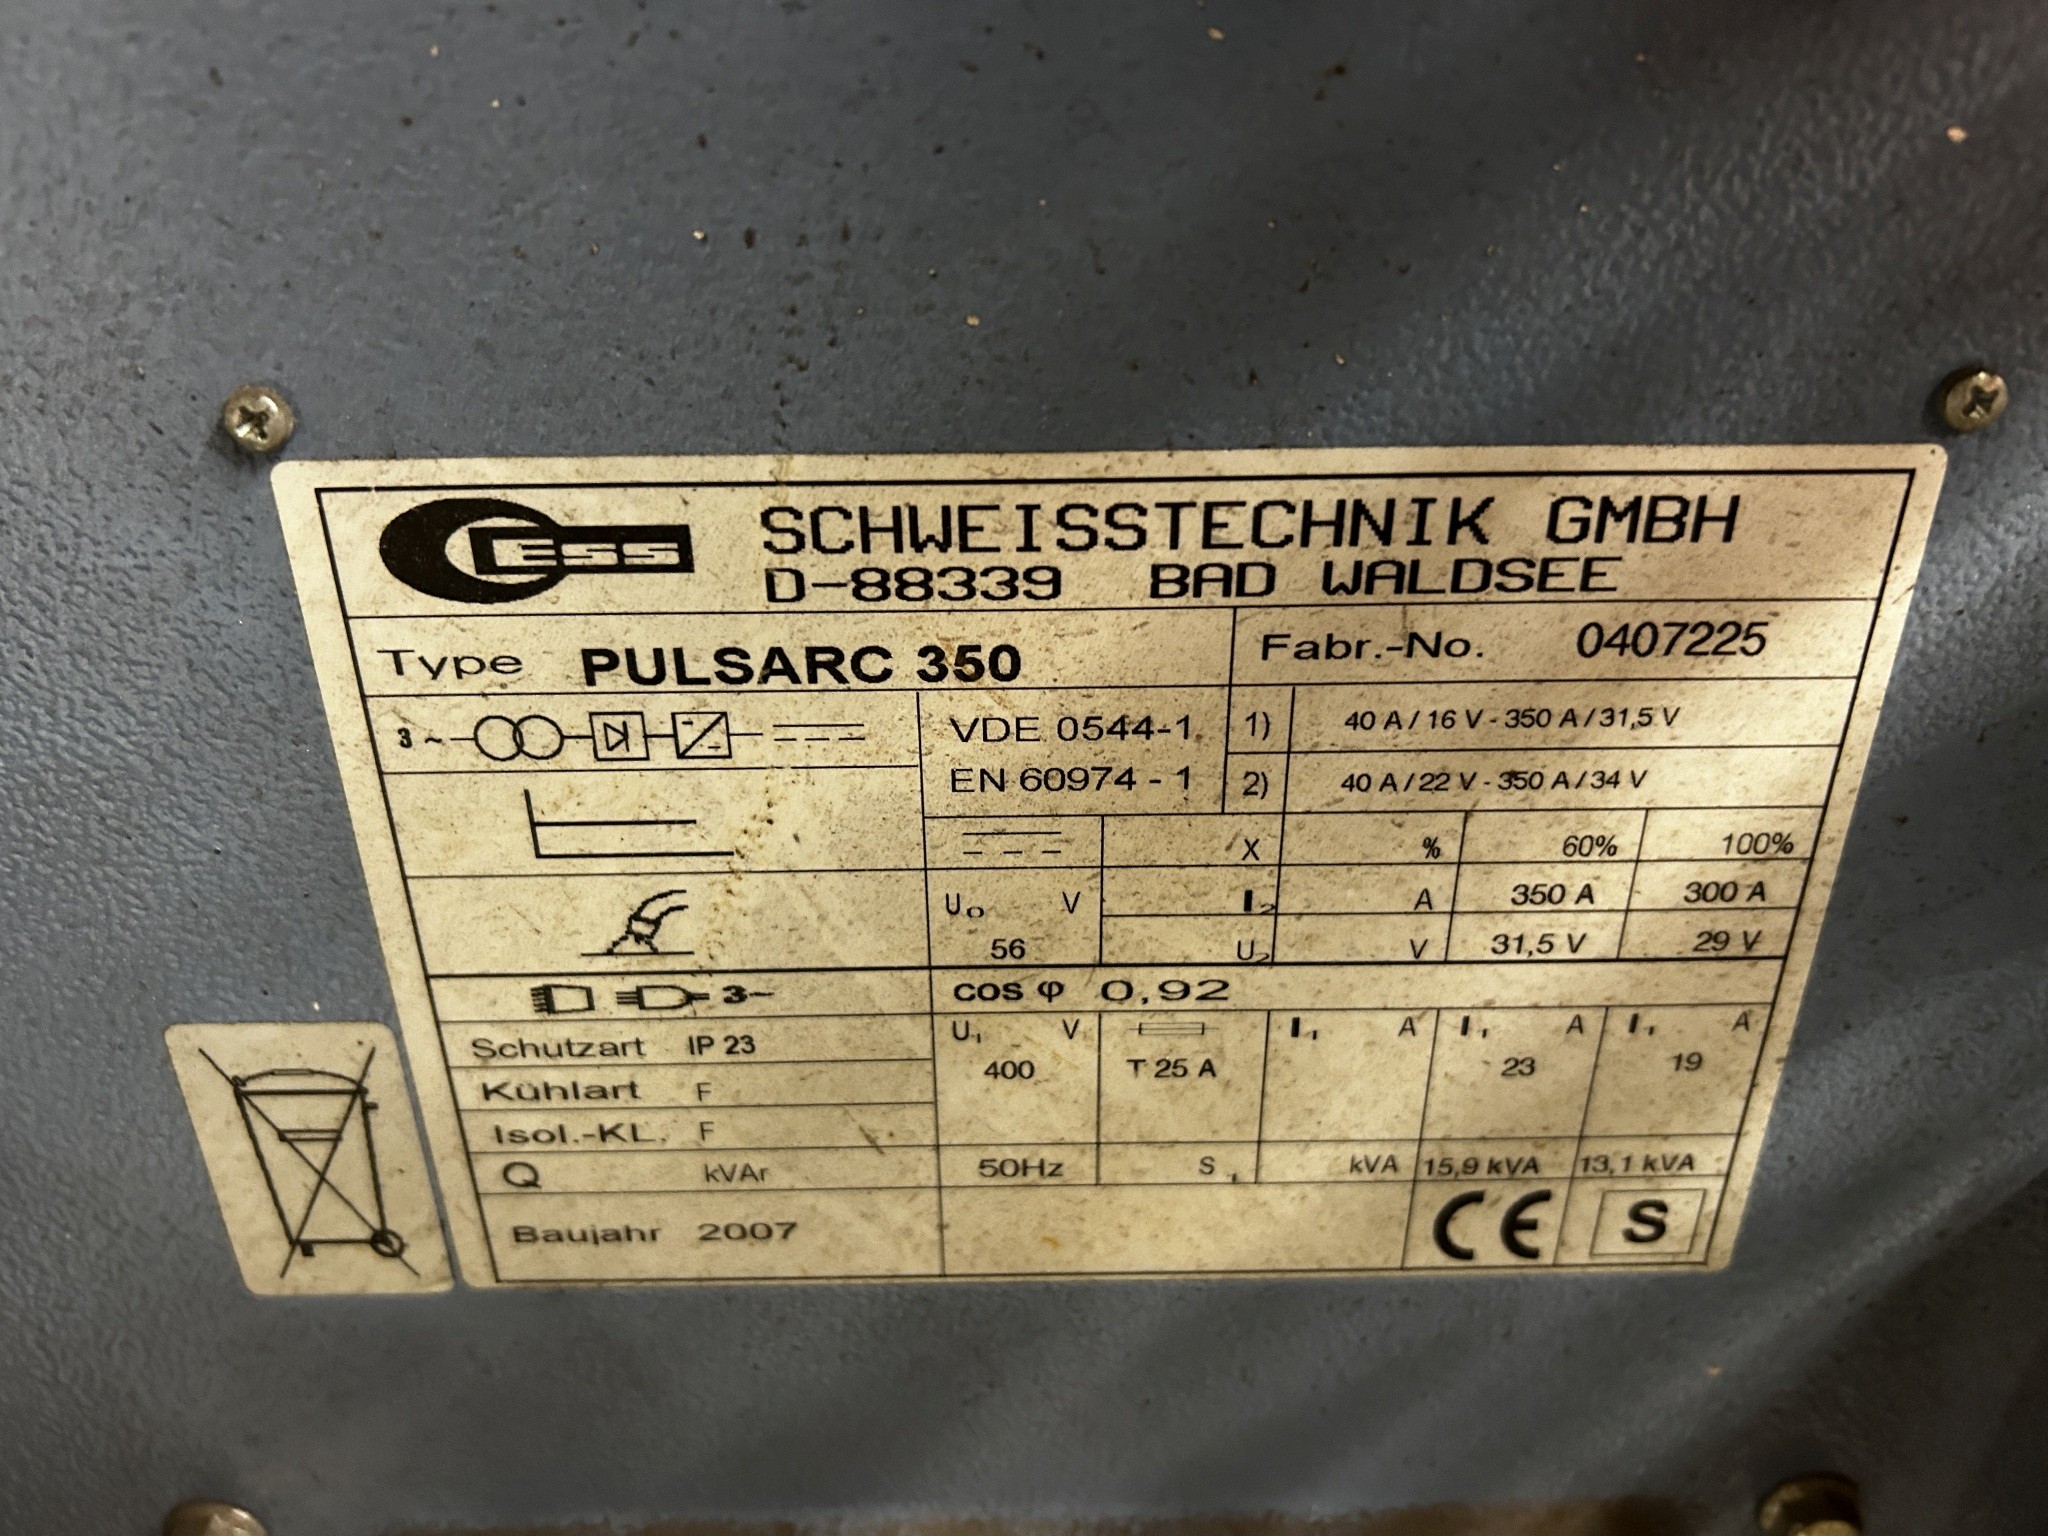 ESS SCHWEISSTECHNIK GMBH
D-88339 BAD WALDSEE
Type PULSARC 350 Fabr.-No. 0407225
3~ VDE 0544-1 1) 40 A / 16 V - 350 A / 31,5 V
EN 60974 - 1 2) 40 A / 22 V - 350 A / 34 V
X % 60% 100%
U₀ V I₂ A 350 A 300 A
56 U₂ V 31,5 V 29 V
3~ cos φ 0,92
Schutzart IP 23 U₁ V I₁ A I₁ A I₁ A
400 T 25 A 23 19
Kühlart F
Isol.-KL. F
Q kVAr 50Hz S₁ kVA 15,9 kVA 13,1 kVA
Baujahr 2007 CE S